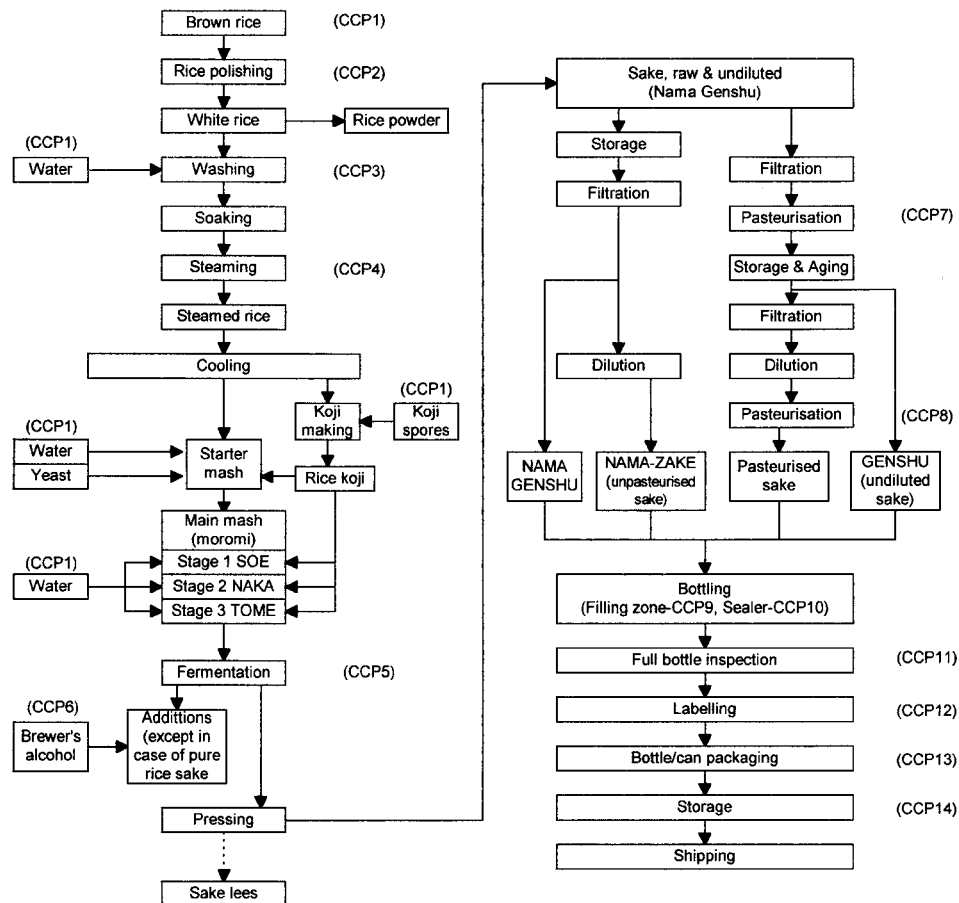 Brown rice
(CCP1)
Rice polishing
(CCP2)
White rice
Rice powder
(CCP1)
Water
Washing
(CCP3)
Soaking
Steaming
(CCP4)
Steamed rice
Cooling
(CCP1)
Koji
making
Koji
spores
(CCP1)
Water
Yeast
Starter
mash
Rice koji
Main mash
(moromi)
(CCP1)
Water
Stage 1 SOE
Stage 2 NAKA
Stage 3 TOME
Fermentation
(CCP5)
(CCP6)
Brewer's
alcohol
Addittions
(except in
case of pure
rice sake
Pressing
Sake lees
Sake, raw & undiluted
(Nama Genshu)
Storage
Filtration
Filtration
Pasteurisation
(CCP7)
Storage & Aging
Filtration
Dilution
Dilution
Pasteurisation
(CCP8)
NAMA
GENSHU
NAMA-ZAKE
(unpasteurised
sake)
Pasteurised
sake
GENSHU
(undiluted
sake)
Bottling
(Filling zone-CCP9, Sealer-CCP10)
Full bottle inspection
(CCP11)
Labelling
(CCP12)
Bottle/can packaging
(CCP13)
Storage
(CCP14)
Shipping